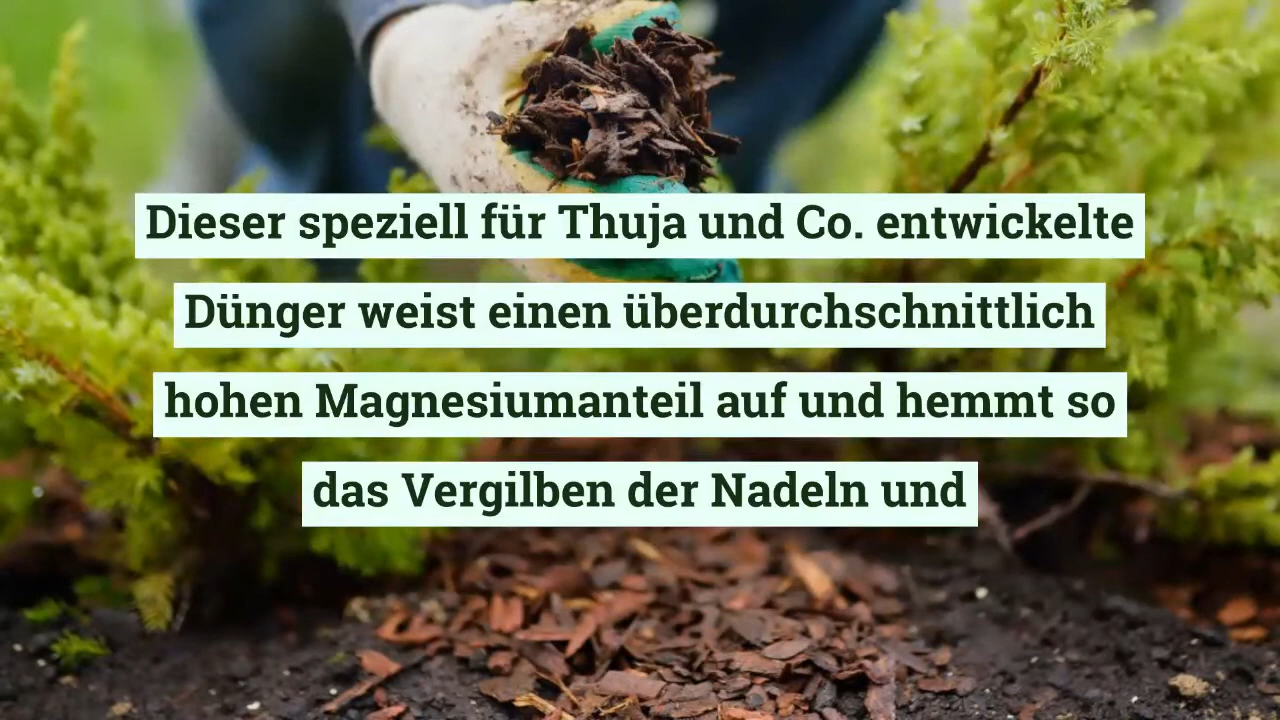 Dieser speziell für Thuja und Co. entwickelte
Dünger weist einen überdurchschnittlich
hohen Magnesiumanteil auf und hemmt so
das Vergilben der Nadeln und